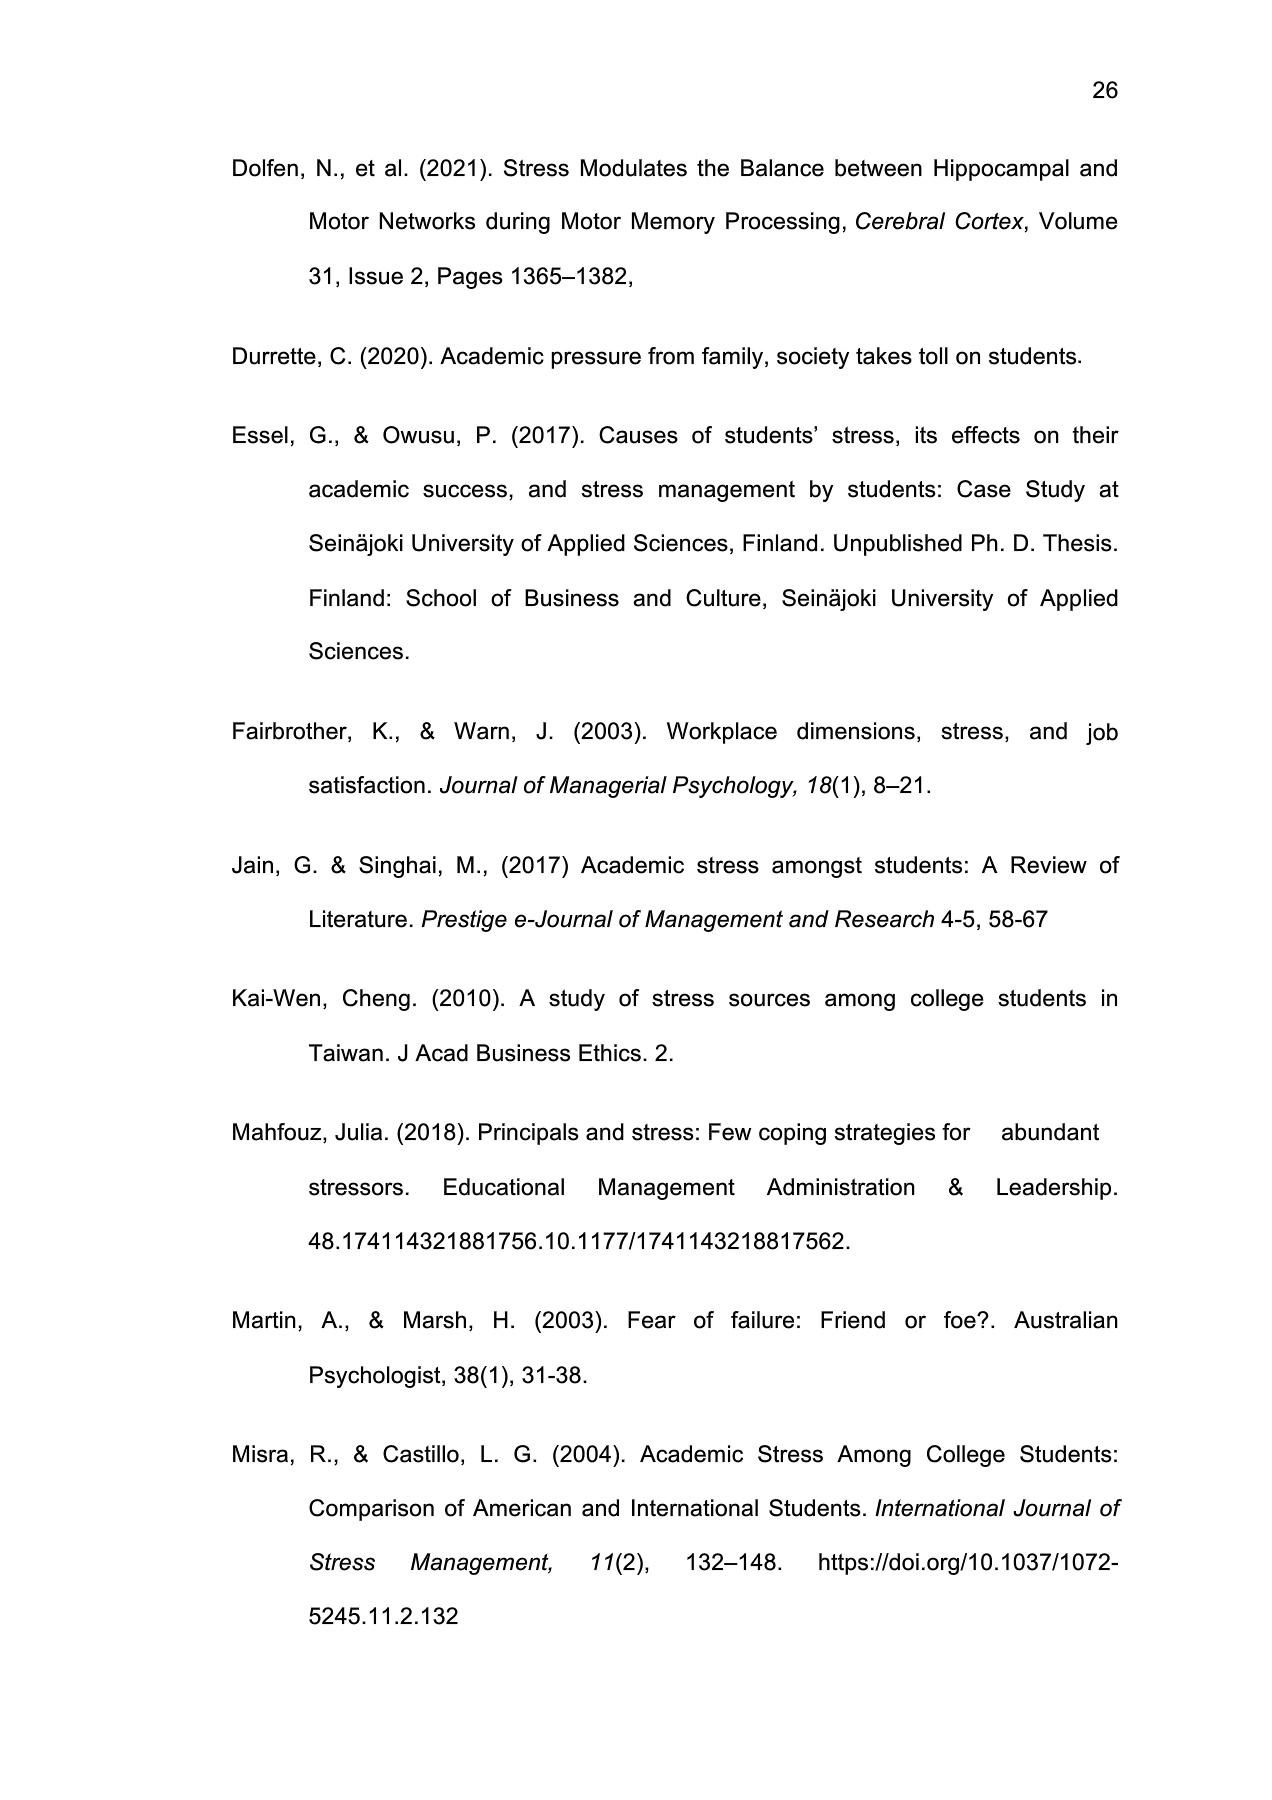 26
Dolfen, N., et al. (2021). Stress Modulates the Balance between Hippocampal and
Motor Networks during Motor Memory Processing, Cerebral Cortex, Volume
31, Issue 2, Pages 1365–1382,
Durrette, C. (2020). Academic pressure from family, society takes toll on students.
Essel, G., & Owusu, P. (2017). Causes of students’ stress, its effects on their
academic success, and stress management by students: Case Study at
Seinäjoki University of Applied Sciences, Finland. Unpublished Ph. D. Thesis.
Finland: School of Business and Culture, Seinäjoki University of Applied
Sciences.
Fairbrother, K., & Warn, J. (2003). Workplace dimensions, stress, and job
satisfaction. Journal of Managerial Psychology, 18(1), 8–21.
Jain, G. & Singhai, M., (2017) Academic stress amongst students: A Review of
Literature. Prestige e-Journal of Management and Research 4-5, 58-67
Kai-Wen, Cheng. (2010). A study of stress sources among college students in
Taiwan. J Acad Business Ethics. 2.
Mahfouz, Julia. (2018). Principals and stress: Few coping strategies for abundant
stressors. Educational Management Administration & Leadership.
48.174114321881756.10.1177/1741143218817562.
Martin, A., & Marsh, H. (2003). Fear of failure: Friend or foe?. Australian
Psychologist, 38(1), 31-38.
Misra, R., & Castillo, L. G. (2004). Academic Stress Among College Students:
Comparison of American and International Students. International Journal of
Stress Management, 11(2), 132–148. https://doi.org/10.1037/1072-
5245.11.2.132